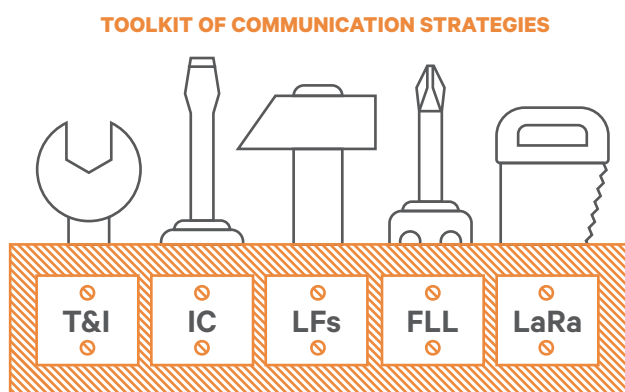 TOOLKIT OF COMMUNICATION STRATEGIES
T&I
IC
LFs
FLL
LaRa